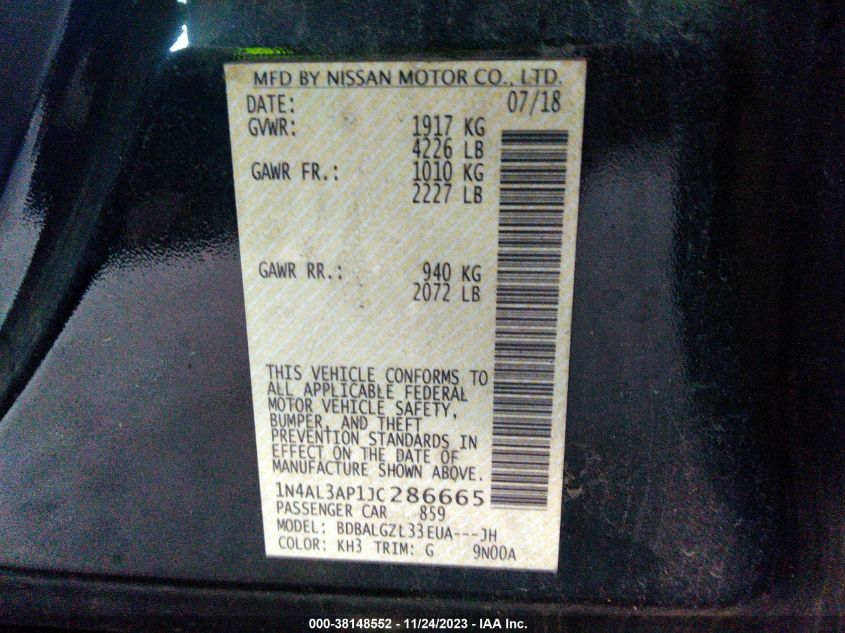 MFD BY NISSAN MOTOR CO., LTD.
DATE: 07/18
GVWR: 1917 KG
4226 LB
GAWR FR.: 1010 KG
2227 LB
GAWR RR.: 940 KG
2072 LB
THIS VEHICLE CONFORMS TO
ALL APPLICABLE FEDERAL
MOTOR VEHICLE SAFETY,
BUMPER, AND THEFT
PREVENTION STANDARDS IN
EFFECT ON THE DATE OF
MANUFACTURE SHOWN ABOVE.
1N4AL3AP1JC286665
PASSENGER CAR 859
MODEL: BDBALGZL33EUA---JH
COLOR: KH3 TRIM: G 9N00A
000-38148552 - 11/24/2023 - IAA Inc.